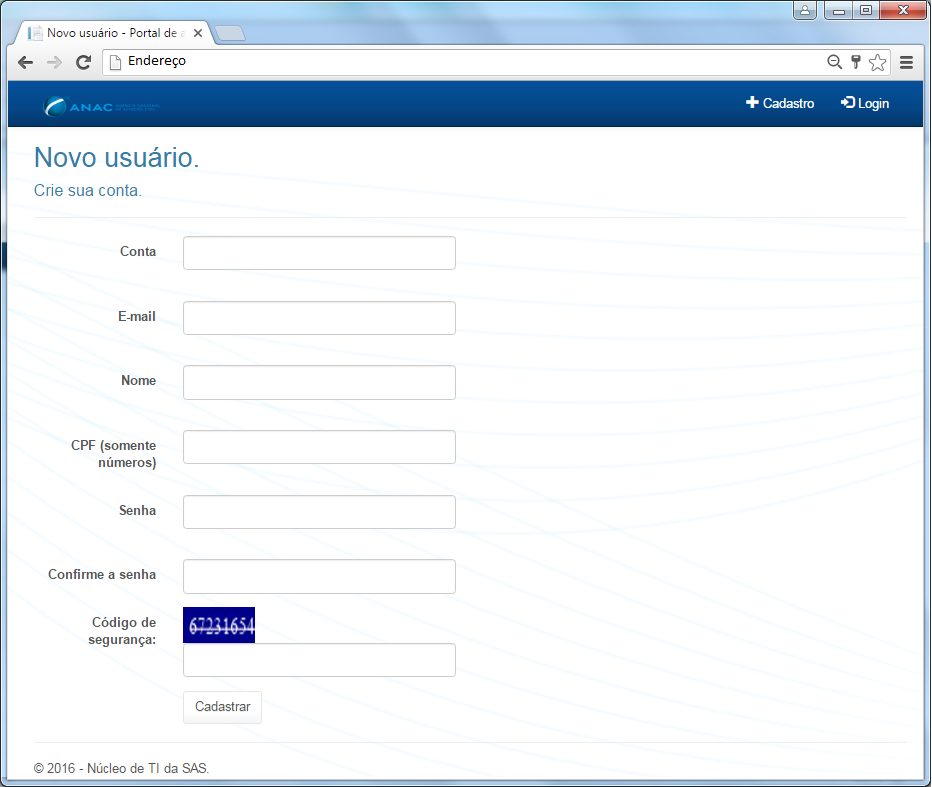 Novo usuário - Portal de a
Endereço
ANAC
Cadastro
Login
Novo usuário.
Crie sua conta.
Conta
E-mail
Nome
CPF (somente
números)
Senha
Confirme a senha
Código de
segurança:
67231654
Cadastrar
© 2016 - Núcleo de TI da SAS.